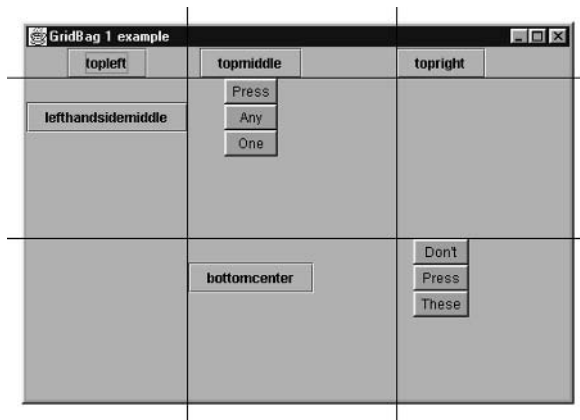 GridBag 1 example
topleft topmiddle topright
Press
lefthandsidemiddle Any
One
Don't
bottomcenter Press
These